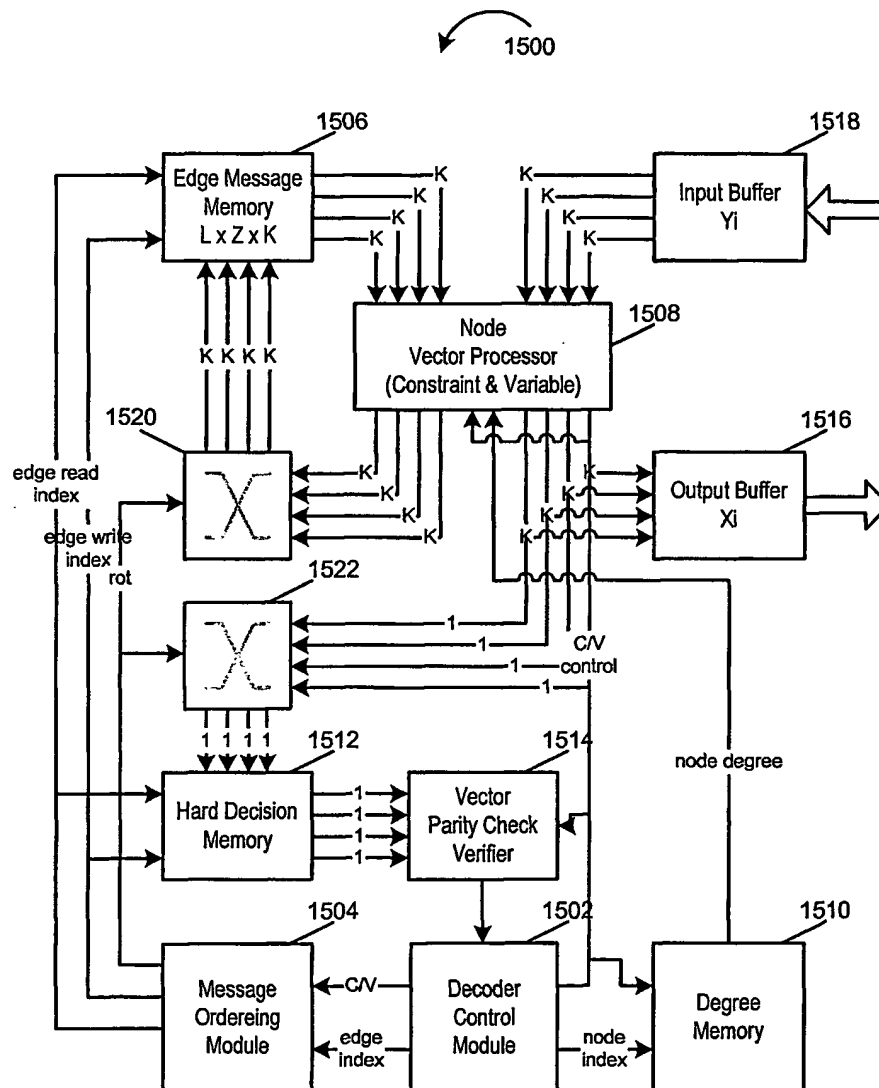 1500
1506
1518
Edge Message
Memory
L x Z x K
K
K
K
K
K
K
K
K
Input Buffer
Yi
1508
Node
Vector Processor
(Constraint & Variable)
K K K K
1520
1516
edge read
index
edge write
index
rot
K
K
K
K
K
K
K
K
Output Buffer
Xi
1522
1
1
1
1
C/V
control
1 1 1 1
1512
1514
node degree
Hard Decision
Memory
1
1
1
1
Vector
Parity Check
Verifier
1504
1502
1510
Message
Ordereing
Module
C/V
edge
index
Decoder
Control
Module
node
index
Degree
Memory